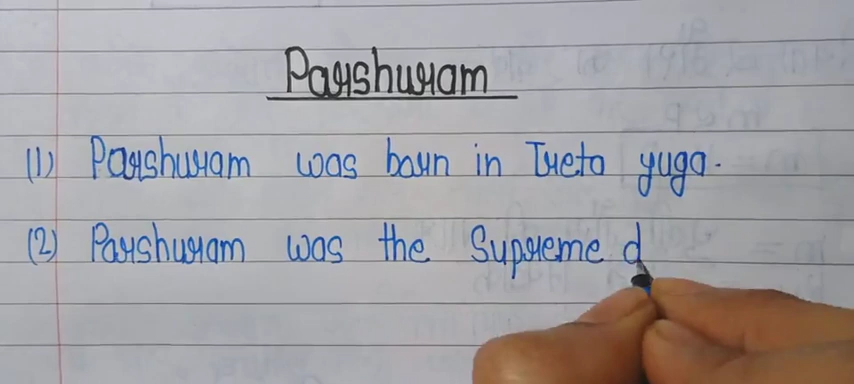 Parshuram
(1) Parshuram was born in Treta yuga.
(2) Parshuram was the Supreme d